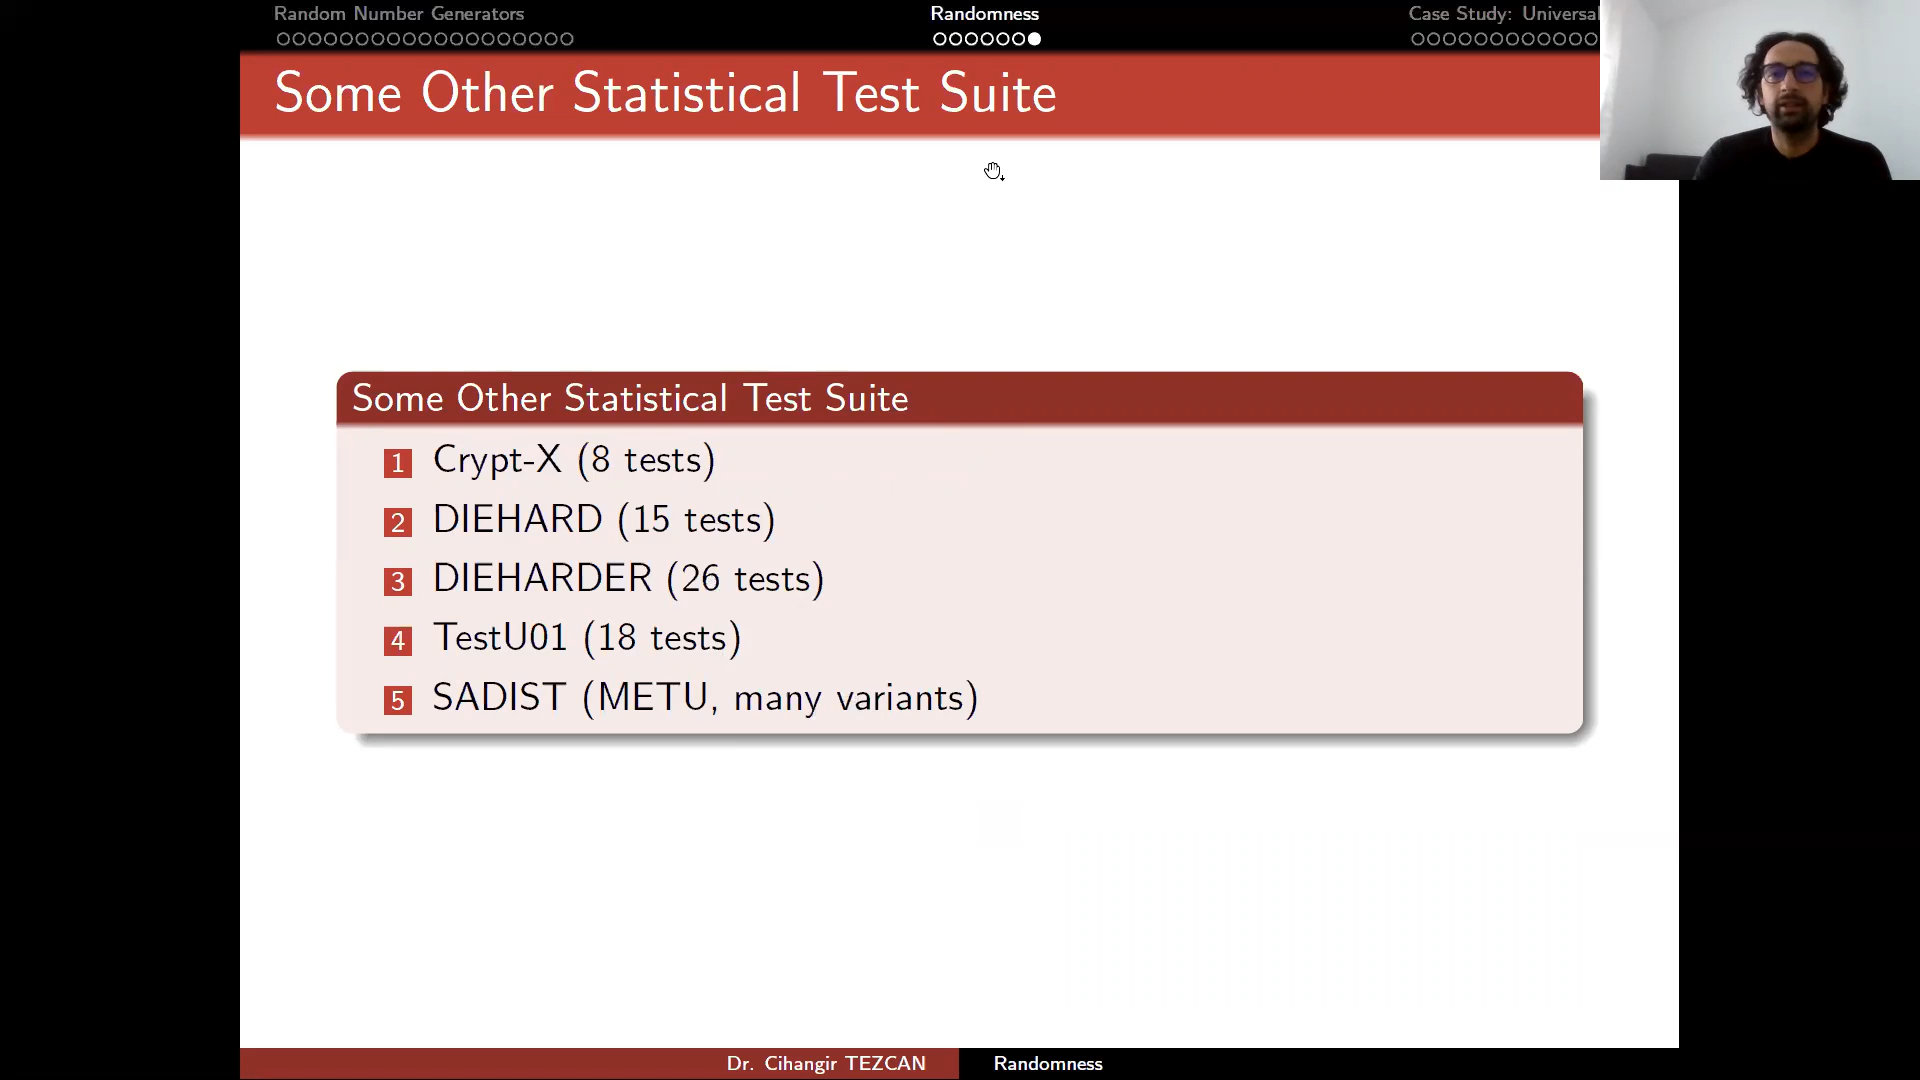 Random Number Generators
Randomness
Case Study: Universal
Some Other Statistical Test Suite
Some Other Statistical Test Suite
1 Crypt-X (8 tests)
2 DIEHARD (15 tests)
3 DIEHARDER (26 tests)
4 TestU01 (18 tests)
5 SADIST (METU, many variants)
Dr. Cihangir TEZCAN
Randomness